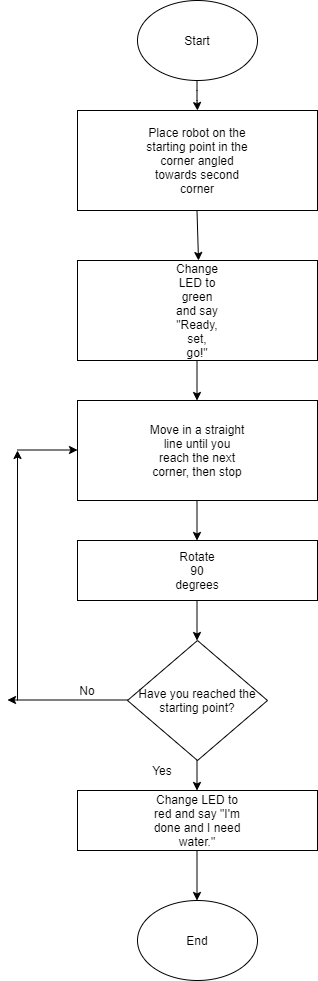 Start
Place robot on the
starting point in the
corner angled
towards second
corner
Change
LED to
green
and say
"Ready,
set,
go!"
Move in a straight
line until you
reach the next
corner, then stop
Rotate
90
degrees
Have you reached the
starting point?
No
Yes
Change LED to
red and say "I'm
done and I need
water."
End